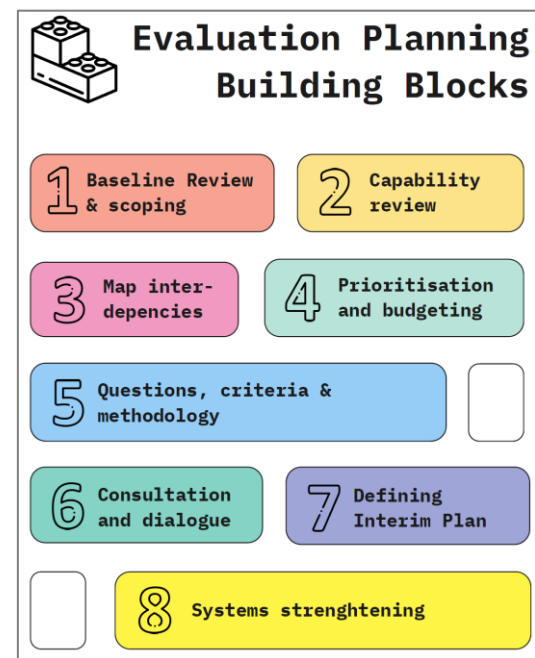 Evaluation Planning
Building Blocks
1 Baseline Review
& scoping
2 Capability
review
3 Map inter-
depencies
4 Prioritisation
and budgeting
5 Questions, criteria &
methodology
6 Consultation
and dialogue
7 Defining
Interim Plan
8 Systems strenghtening